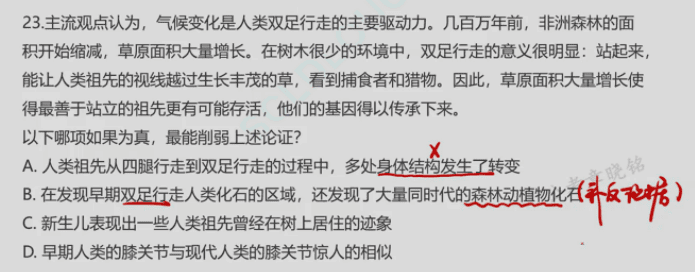 23.主流观点认为，气候变化是人类双足行走的主要驱动力。几百万年前，非洲森林的面
积开始缩减，草原面积大量增长。在树木很少的环境中，双足行走的意义很明显：站起来，
能让人类祖先的视线越过生长丰茂的草，看到捕食者和猎物。因此，草原面积大量增长使
得最善于站立的祖先更有可能存活，他们的基因得以传承下来。
以下哪项如果为真，最能削弱上述论证？
A. 人类祖先从四腿行走到双足行走的过程中，多处身体结构发生了转变
B. 在发现早期双足行走人类化石的区域，还发现了大量同时代的森林动植物化石
C. 新生儿表现出一些人类祖先曾经在树上居住的迹象
D. 早期人类的膝关节与现代人类的膝关节惊人的相似